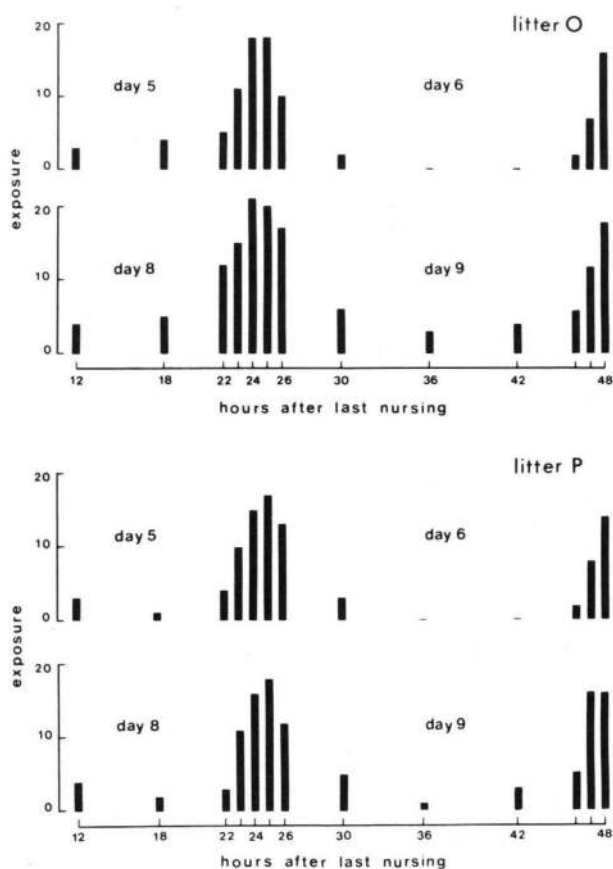 litter O
20
day 5 day 6
10
0
exposure
20
day 8 day 9
10
0
12 18 22 24 26 30 36 42 48
hours after last nursing
litter P
20
day 5 day 6
10
0
exposure
20
day 8 day 9
10
0
12 18 22 24 26 30 36 42 48
hours after last nursing